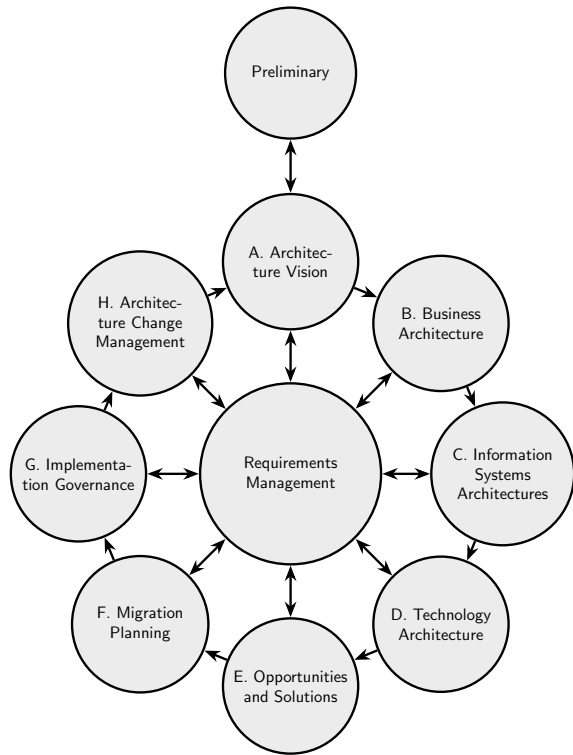 Preliminary
A. Architec-
ture Vision
H. Architec-
ture Change
Management
B. Business
Architecture
G. Implementa-
tion Governance
Requirements
Management
C. Information
Systems
Architectures
F. Migration
Planning
D. Technology
Architecture
E. Opportunities
and Solutions